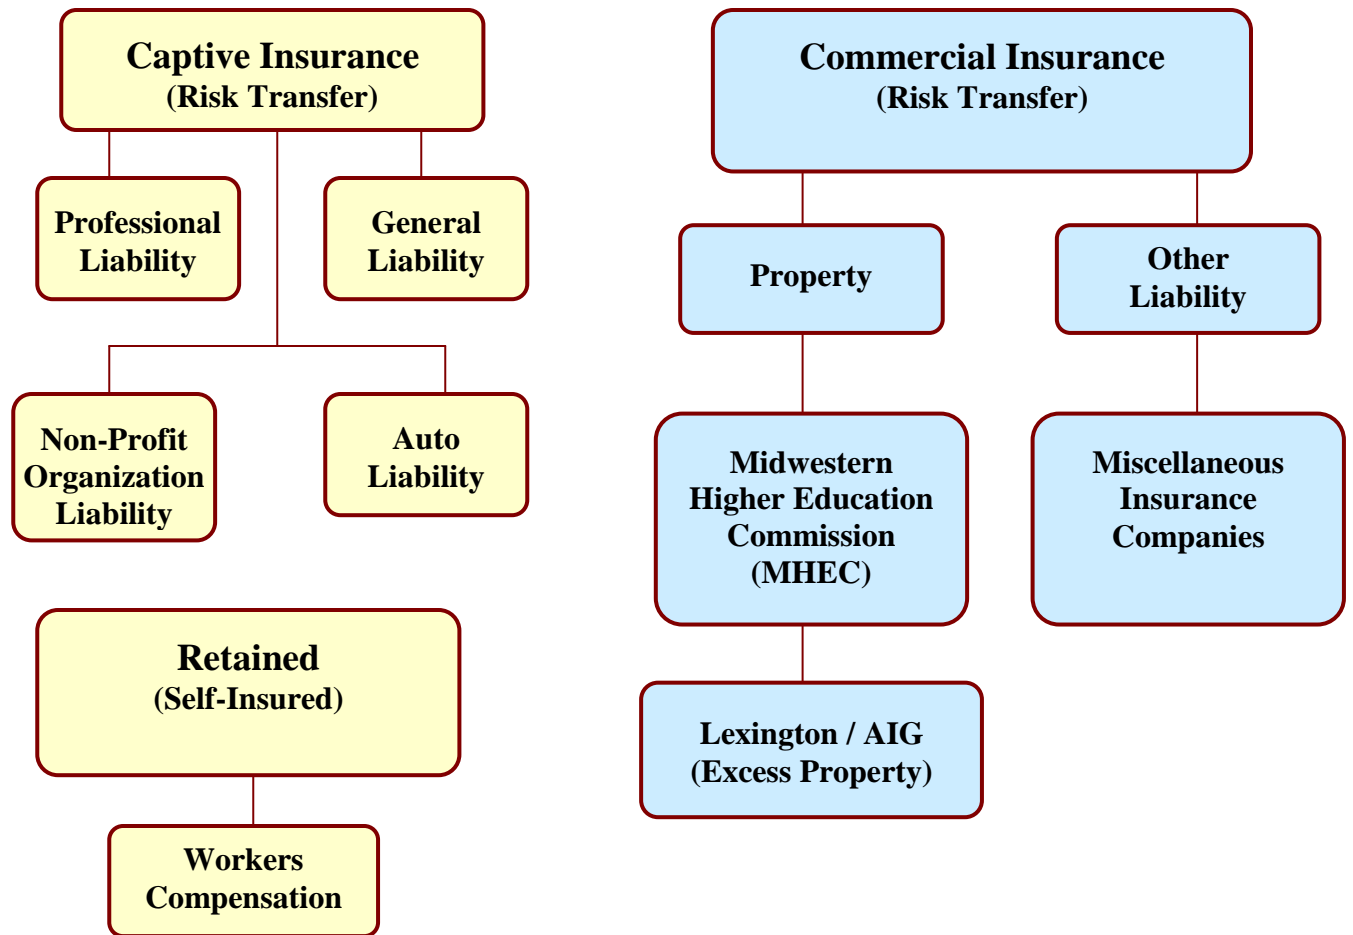 Captive Insurance
(Risk Transfer)
Professional
Liability
General
Liability
Non-Profit
Organization
Liability
Auto
Liability
Retained
(Self-Insured)
Workers
Compensation
Commercial Insurance
(Risk Transfer)
Property
Other
Liability
Midwestern
Higher Education
Commission
(MHEC)
Miscellaneous
Insurance
Companies
Lexington / AIG
(Excess Property)